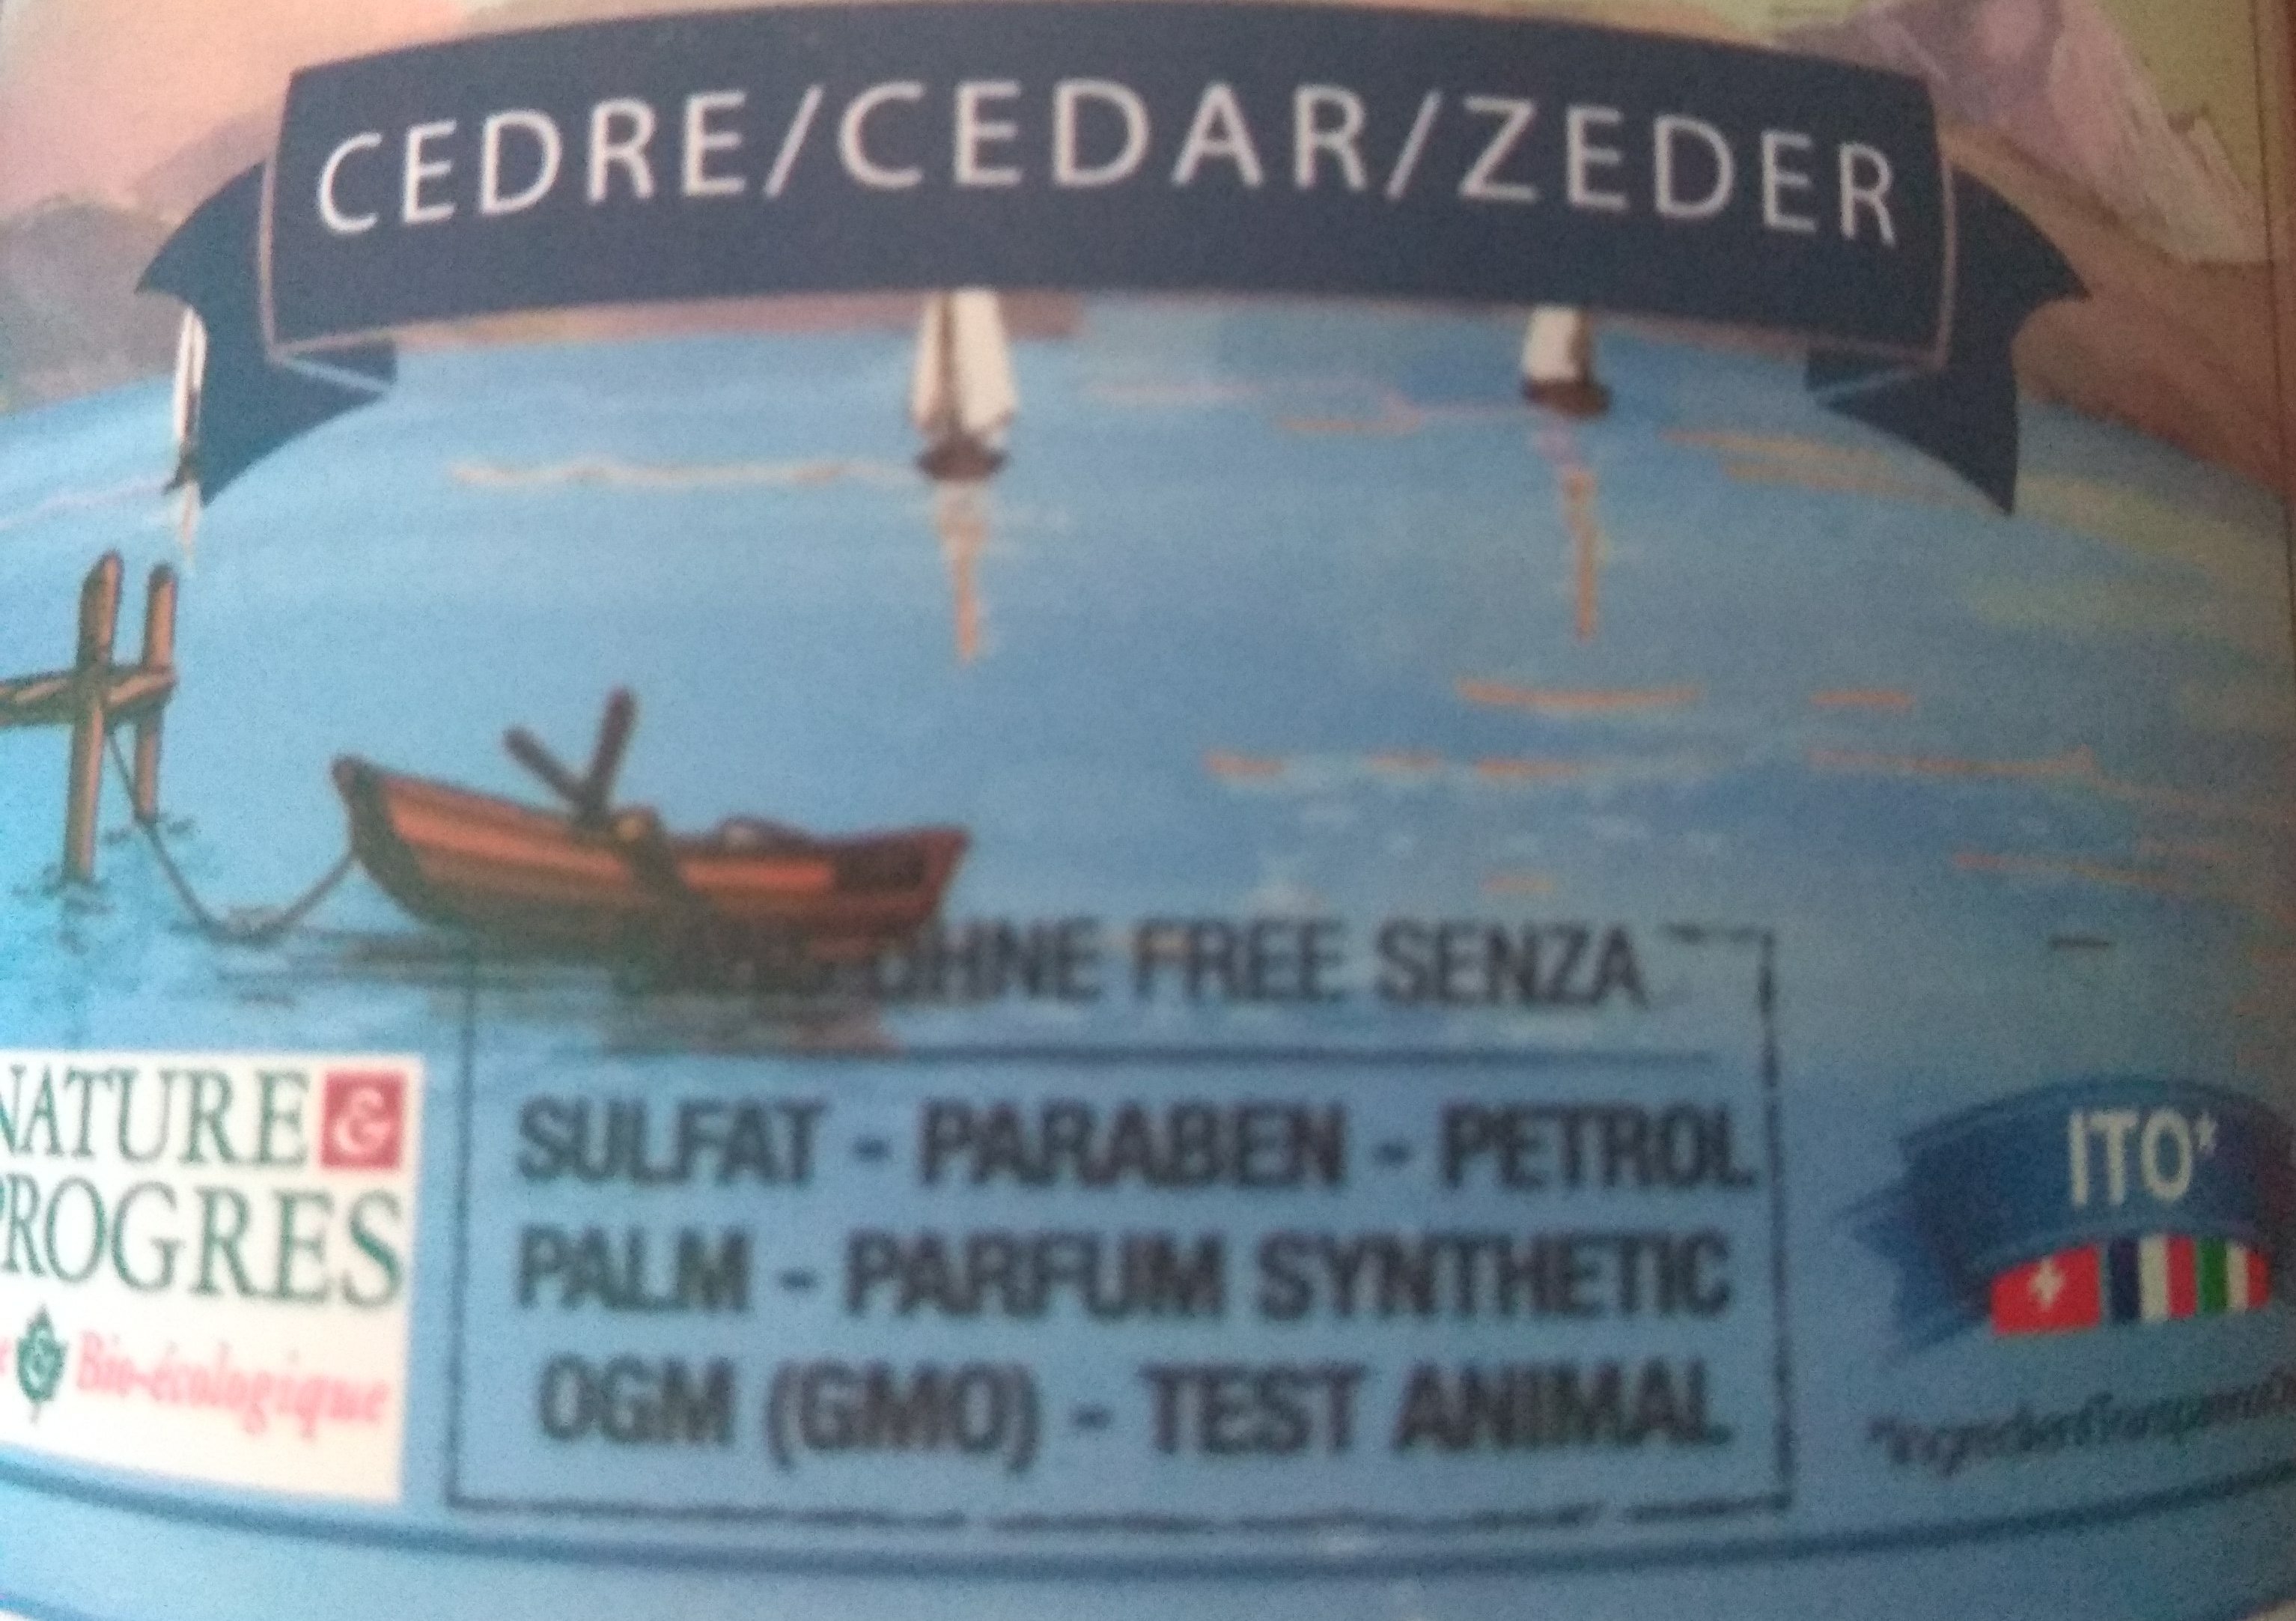 CEDRE/CEDAR/ZEDER
OHNE FREE SENZA
SULFAT - PARABEN - PETROL
PALM - PARFUM SYNTHETIC
OGM (GMO) - TEST ANIMAL
NATURE &
PROGRES
Bio-écologique
ITO*